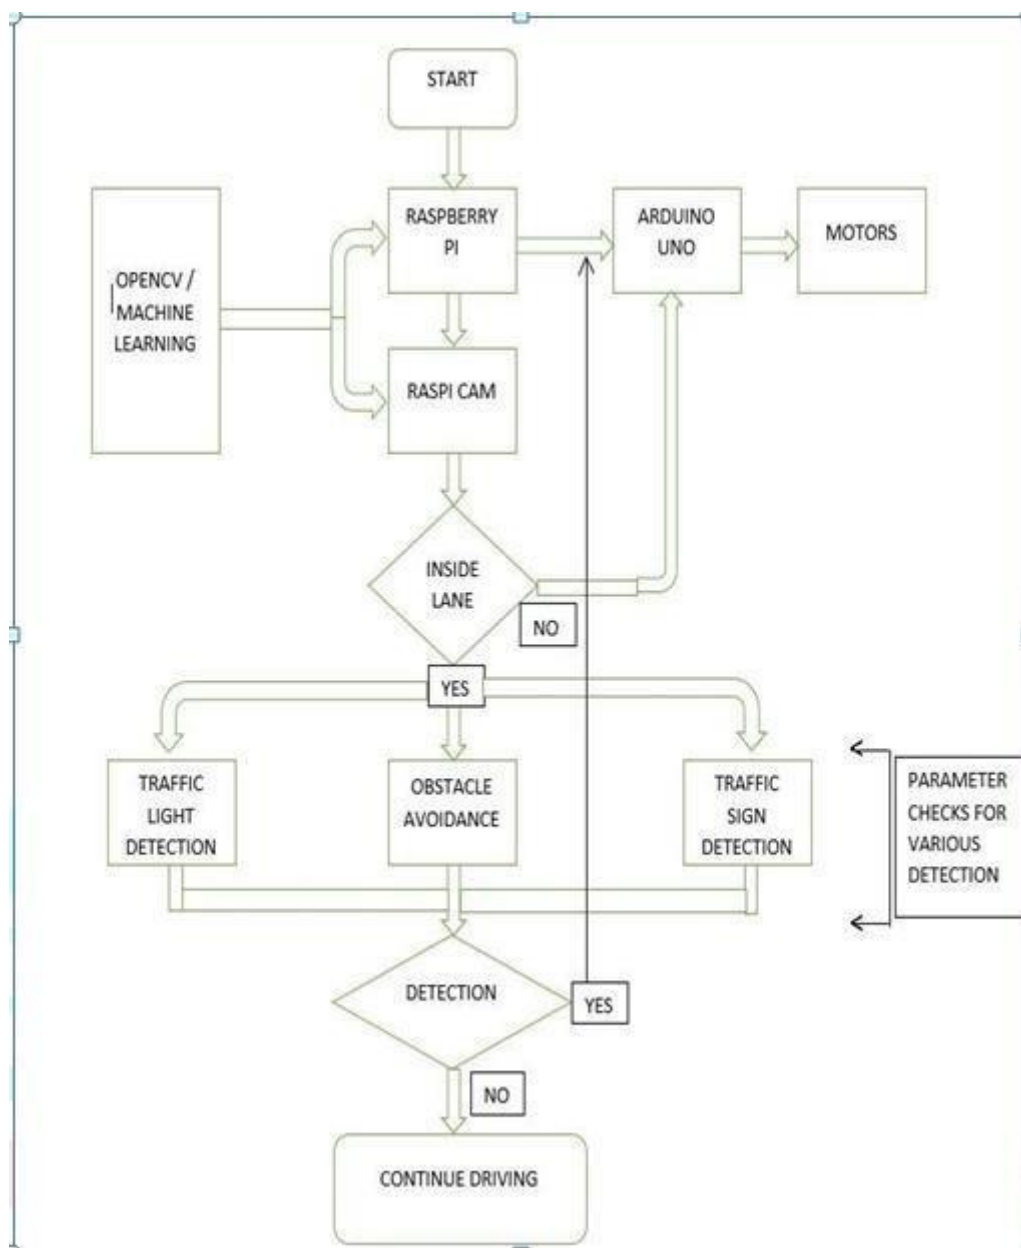 START
RASPBERRY
PI
ARDUINO
UNO
MOTORS
OPENCV /
MACHINE
LEARNING
RASPI CAM
INSIDE
LANE
NO
YES
TRAFFIC
LIGHT
DETECTION
OBSTACLE
AVOIDANCE
TRAFFIC
SIGN
DETECTION
PARAMETER
CHECKS FOR
VARIOUS
DETECTION
DETECTION
YES
NO
CONTINUE DRIVING